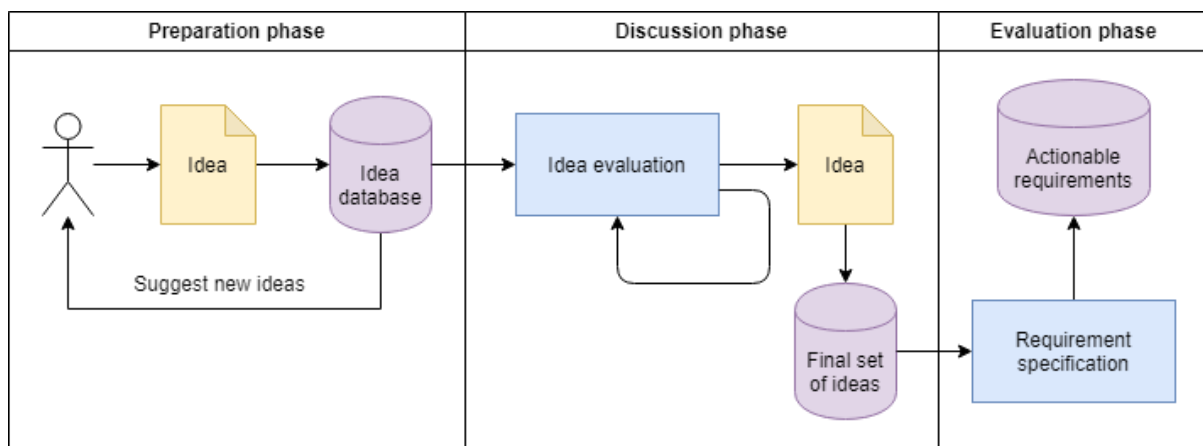 Preparation phase
Discussion phase
Evaluation phase
Idea
Idea
database
Suggest new ideas
Idea evaluation
Idea
Final set
of ideas
Actionable
requirements
Requirement
specification